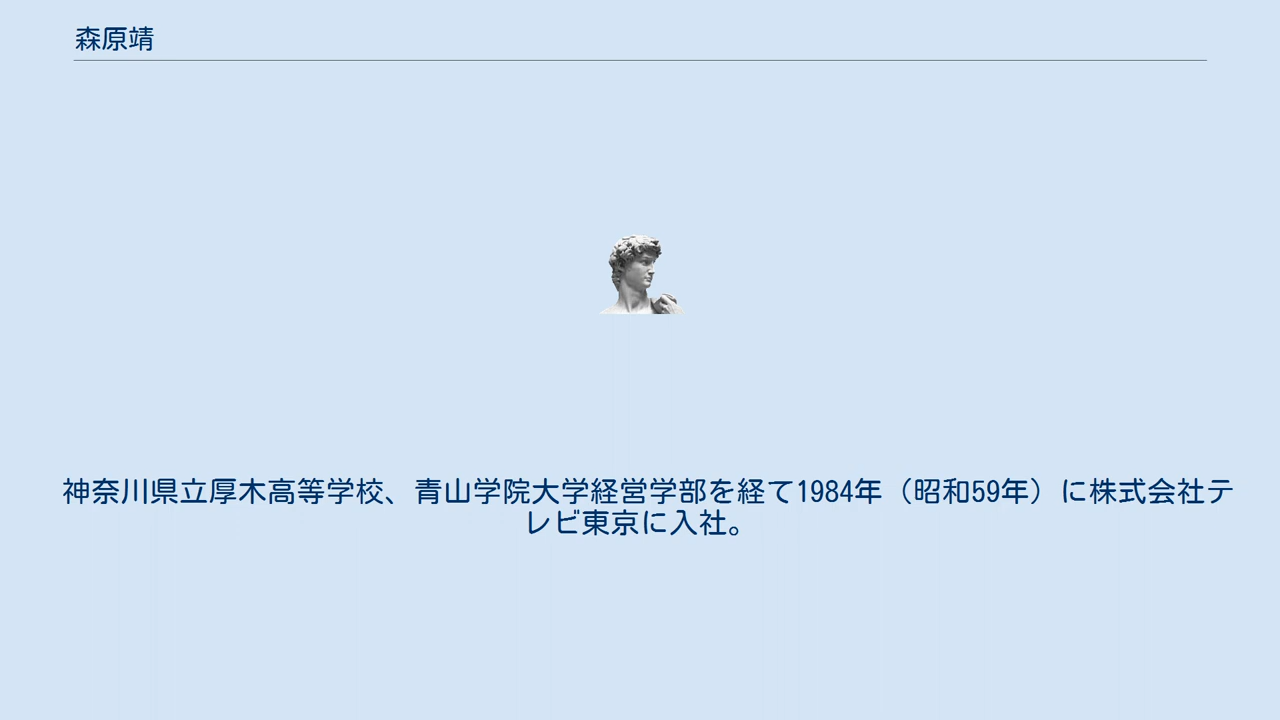 森原靖
神奈川県立厚木高等学校、青山学院大学経営学部を経て1984年（昭和59年）に株式会社テ
レビ東京に入社。